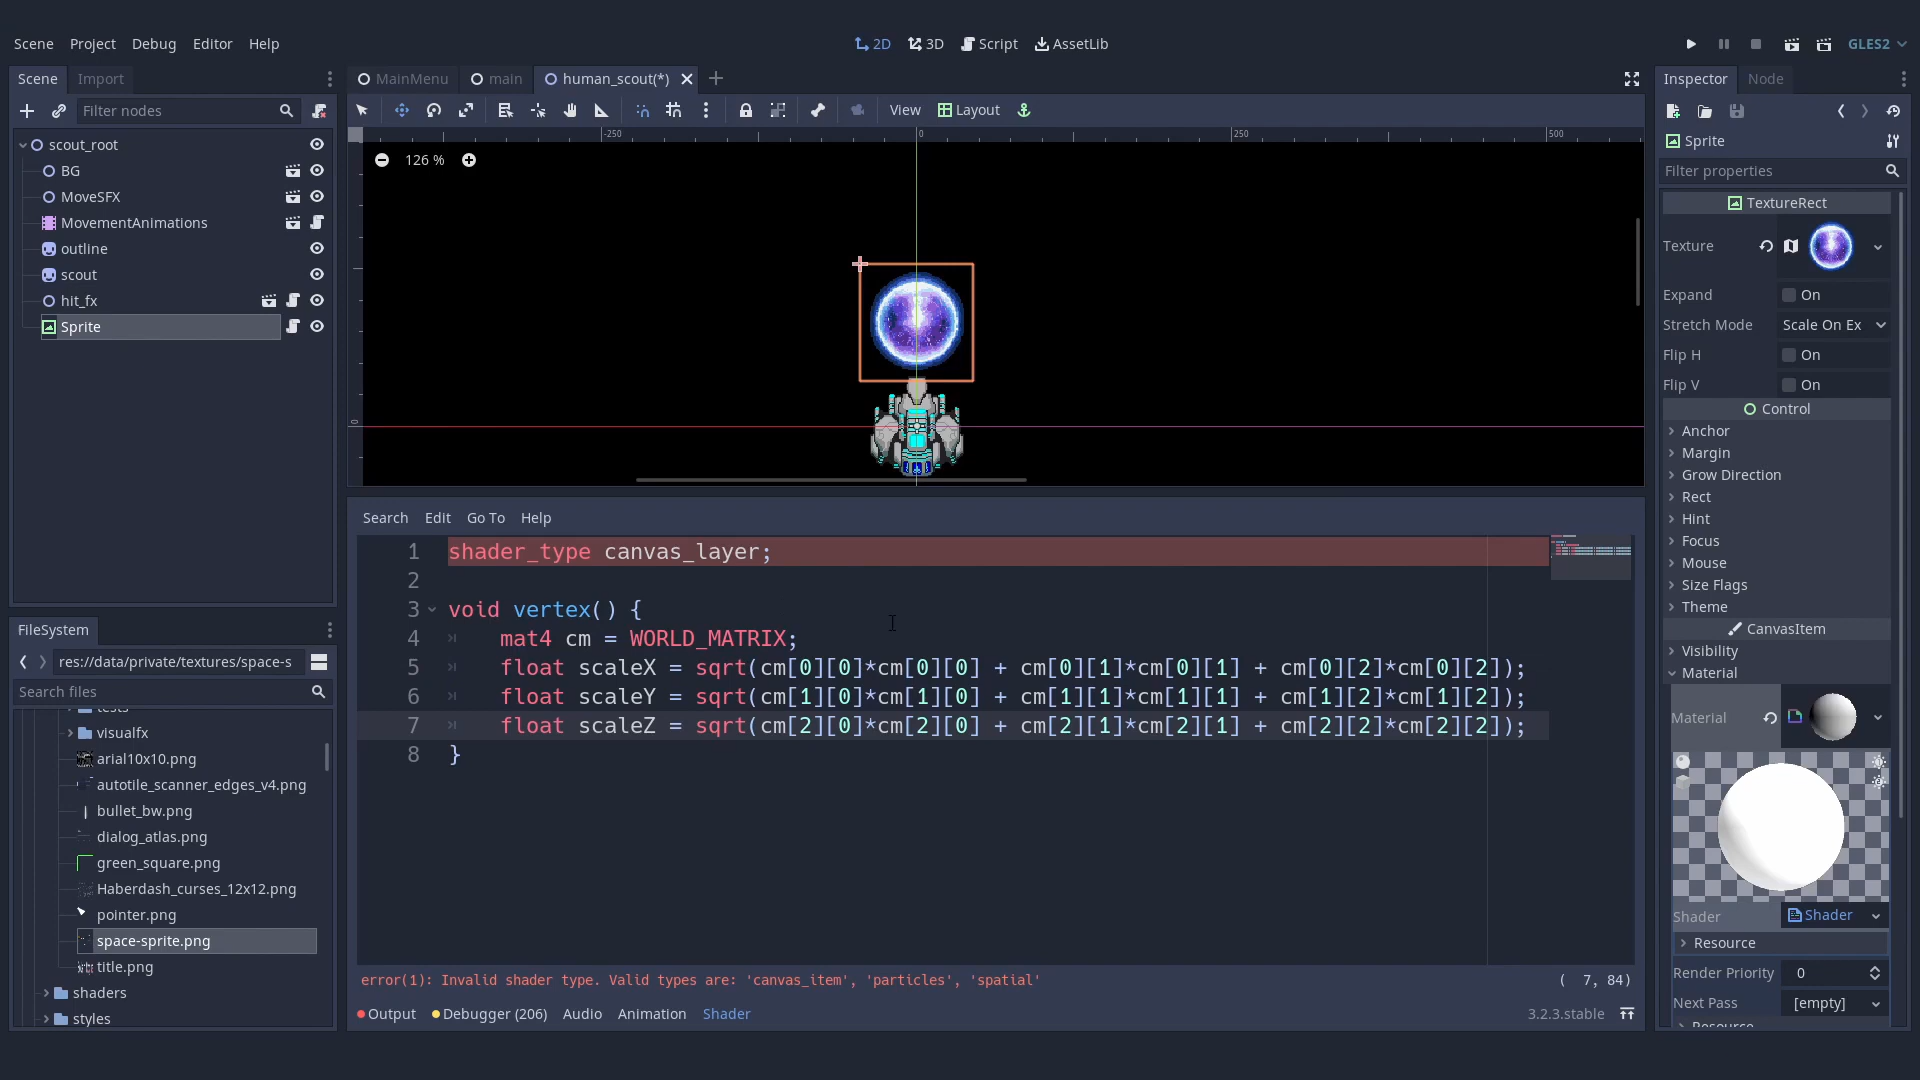 Scene Project Debug Editor Help
2D 3D Script AssetLib
GLES2
Scene Import
Filter nodes
scout_root
BG
MoveSFX
MovementAnimations
outline
scout
hit_fx
Sprite
FileSystem
res://data/private/textures/space-s
Search files
tests
visualfx
arial10x10.png
autotile_scanner_edges_v4.png
bullet_bw.png
dialog_atlas.png
green_square.png
Haberdash_curses_12x12.png
pointer.png
space-sprite.png
title.png
shaders
styles
MainMenu main human_scout(*)
View Layout
-250 0 250 500
126 %
0
Search Edit Go To Help
1 shader_type canvas_layer;
2
3 void vertex() {
4 mat4 cm = WORLD_MATRIX;
5 float scaleX = sqrt(cm[0][0]*cm[0][0] + cm[0][1]*cm[0][1] + cm[0][2]*cm[0][2]);
6 float scaleY = sqrt(cm[1][0]*cm[1][0] + cm[1][1]*cm[1][1] + cm[1][2]*cm[1][2]);
7 float scaleZ = sqrt(cm[2][0]*cm[2][0] + cm[2][1]*cm[2][1] + cm[2][2]*cm[2][2]);
8 }
error(1): Invalid shader type. Valid types are: 'canvas_item', 'particles', 'spatial'
( 7, 84)
Output Debugger (206) Audio Animation Shader
3.2.3.stable
Inspector Node
Sprite
Filter properties
TextureRect
Texture
Expand On
Stretch Mode Scale On Ex
Flip H On
Flip V On
Control
Anchor
Margin
Grow Direction
Rect
Hint
Focus
Mouse
Size Flags
Theme
CanvasItem
Visibility
Material
Material
Shader Shader
Resource
Render Priority 0
Next Pass [empty]
Resource